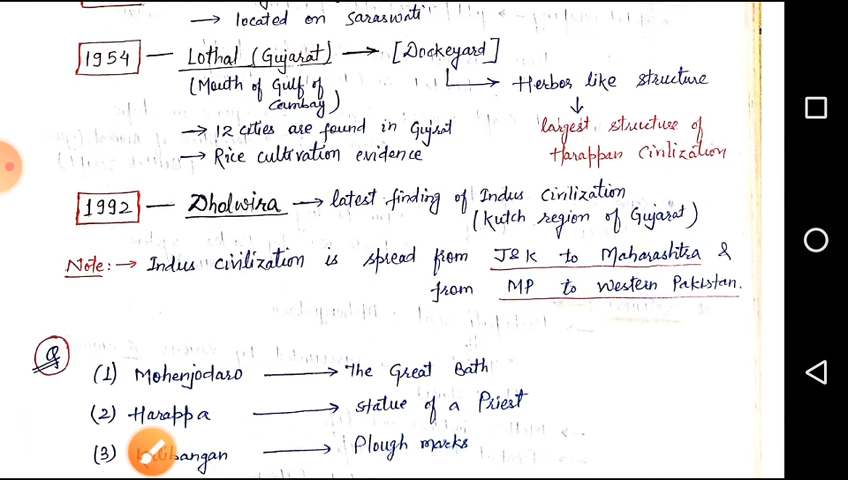 → located on Saraswati
1954 — Lothal (Gujarat) → [Dockeyard]
(Mouth of Gulf of Cambay)
↳ Herbor like structure
↓
largest structure of Harappan Civilization
→ 12 cities are found in Gujrat
→ Rice cultivation evidence
1992 — Dholwira → latest finding of Indus Civilization
(Kutch region of Gujarat)
Note:→ Indus civilization is spread from J&K to Maharashtra &
from MP to Western Pakistan.
Q
(1) Mohenjodaro → The Great Bath
(2) Harappa → Statue of a Priest
(3) bangan → Plough marks